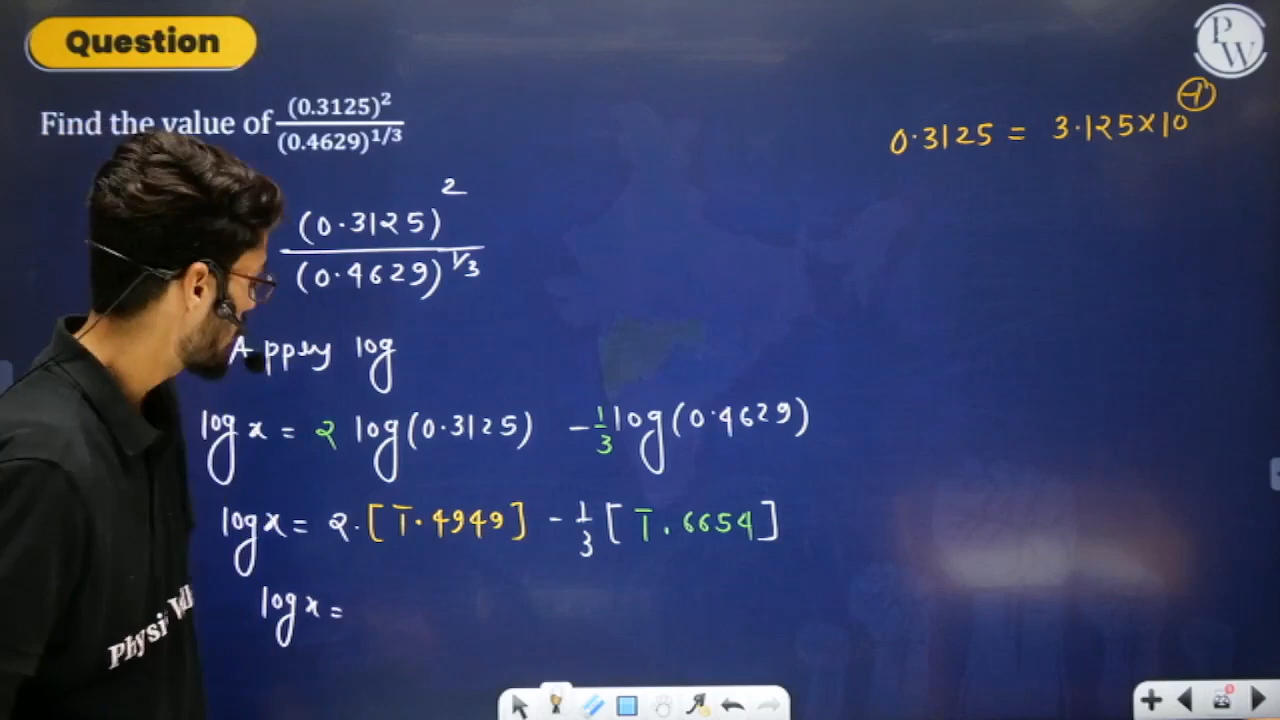 Question
PW
Find the value of (0.3125)² / (0.4629)^1/3
0.3125 = 3.125×10^-1
(0.3125)² / (0.4629)^1/3
Apply log
log x = 2 log(0.3125) - 1/3 log(0.4629)
log x = 2.[1̅.4949] - 1/3 [1̅.6654]
log x =